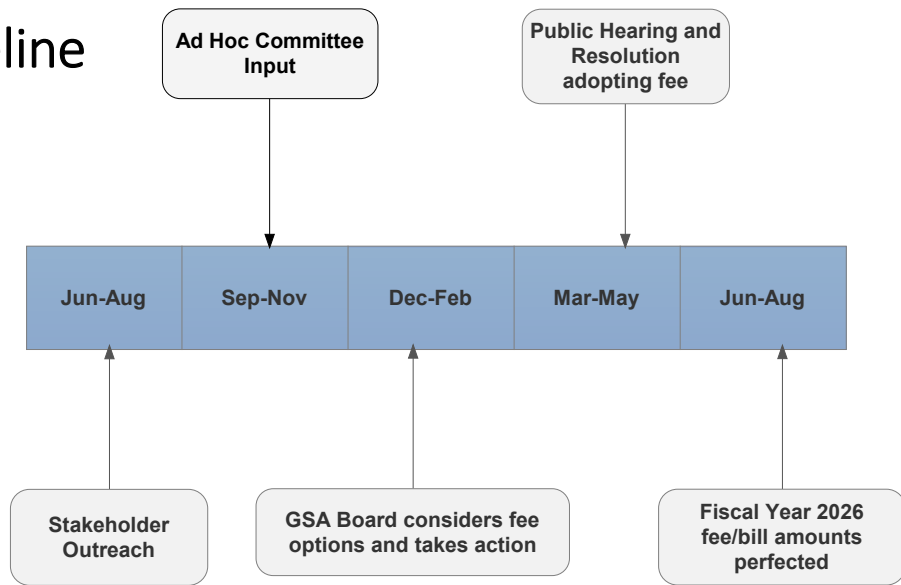 line
Ad Hoc Committee
Input
Public Hearing and
Resolution
adopting fee
Jun-Aug
Sep-Nov
Dec-Feb
Mar-May
Jun-Aug
Stakeholder
Outreach
GSA Board considers fee
options and takes action
Fiscal Year 2026
fee/bill amounts
perfected